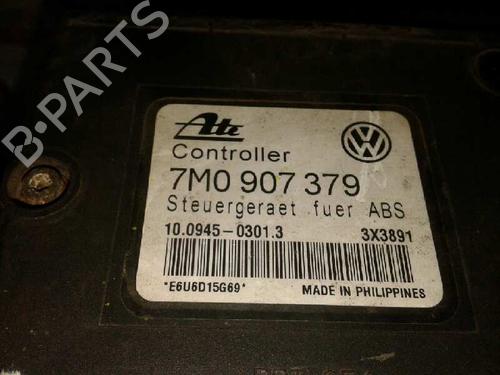 B-PARTS
Ate
Controller
7M0 907 379
Steuergeraet fuer ABS
10.0945-0301.3 3X3891
*E6U6D15G69* MADE IN PHILIPPINES